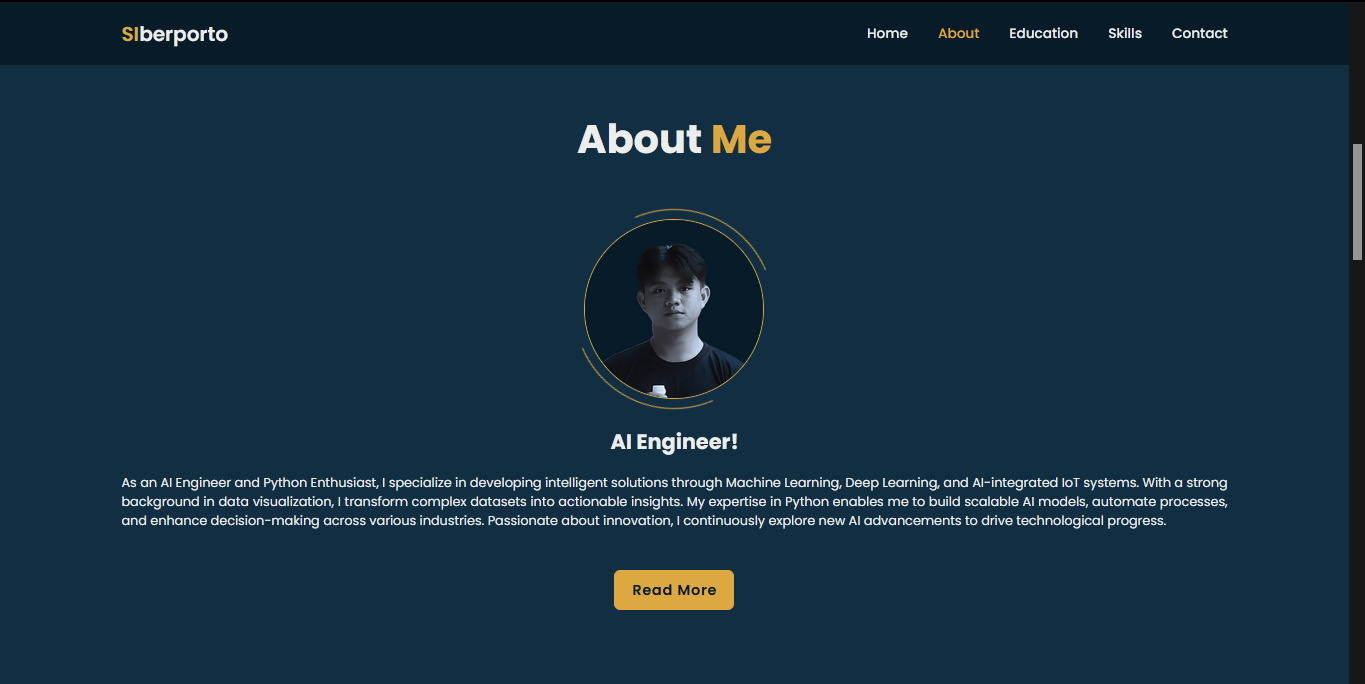 SIberporto
Home About Education Skills Contact
About Me
AI Engineer!
As an AI Engineer and Python Enthusiast, I specialize in developing intelligent solutions through Machine Learning, Deep Learning, and AI-integrated IoT systems. With a strong
background in data visualization, I transform complex datasets into actionable insights. My expertise in Python enables me to build scalable AI models, automate processes,
and enhance decision-making across various industries. Passionate about innovation, I continuously explore new AI advancements to drive technological progress.
Read More